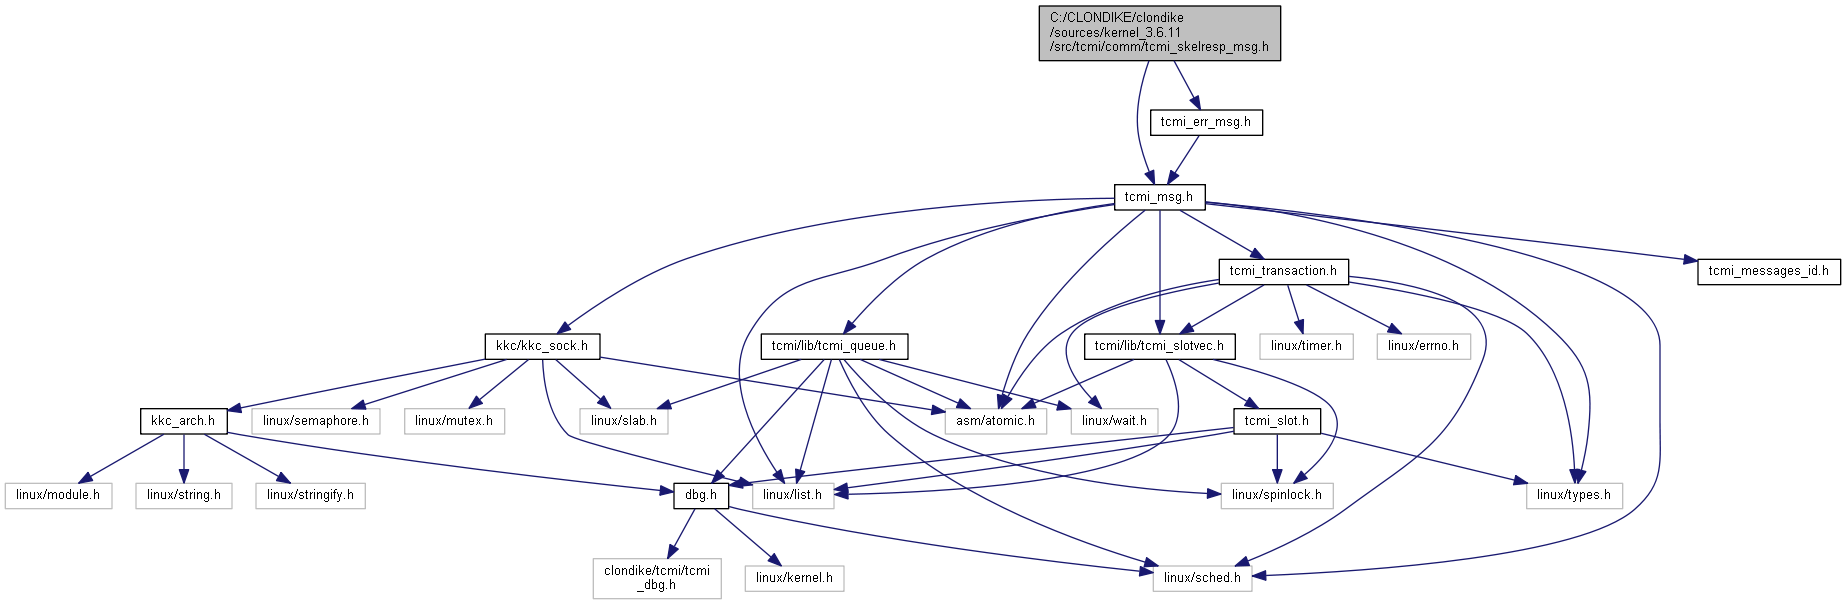 C:/CLONDIKE/clondike
/sources/kernel_3.6.11
/src/tcmi/comm/tcmi_skelresp_msg.h
tcmi_err_msg.h
tcmi_msg.h
tcmi_transaction.h
tcmi_messages_id.h
kkc/kkc_sock.h
tcmi/lib/tcmi_queue.h
tcmi/lib/tcmi_slotvec.h
linux/timer.h
linux/errno.h
kkc_arch.h
linux/semaphore.h
linux/mutex.h
linux/slab.h
asm/atomic.h
linux/wait.h
tcmi_slot.h
linux/module.h
linux/string.h
linux/stringify.h
dbg.h
linux/list.h
linux/spinlock.h
linux/types.h
clondike/tcmi/tcmi
_dbg.h
linux/kernel.h
linux/sched.h